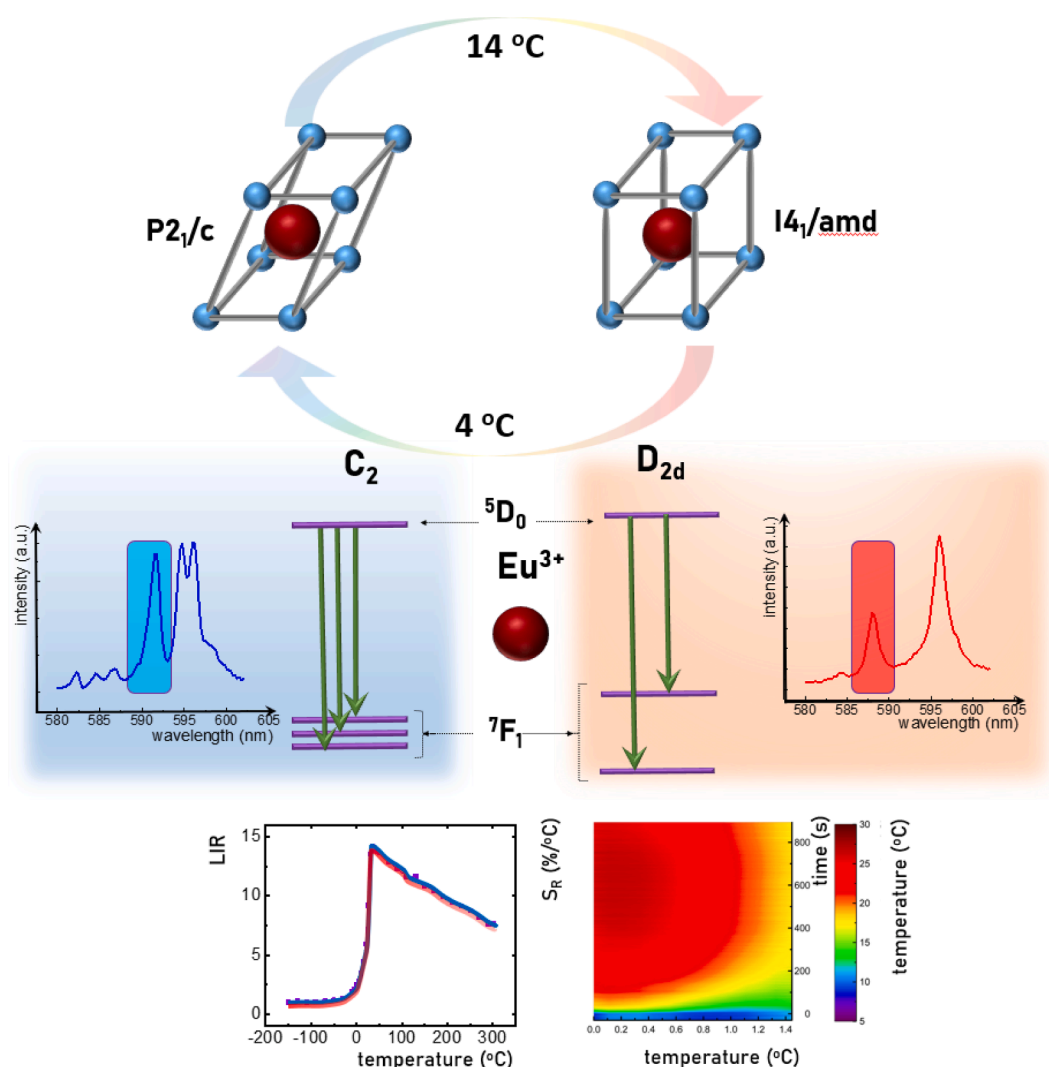 14 °C
P2₁/c
I4₁/amd
4 °C
C₂
D₂d
⁵D₀
Eu³⁺
⁷F₁
intensity (a.u.)
580 585 590 595 600 605
wavelength (nm)
intensity (a.u.)
580 585 590 595 600 605
wavelength (nm)
LIR
15
10
5
0
-200 -100 0 100 200 300
temperature (°C)
S_R (%/°C)
time (s)
800
600
400
200
0
0.0 0.2 0.4 0.6 0.8 1.0 1.2 1.4
temperature (°C)
30
25
20
15
10
5
temperature (°C)